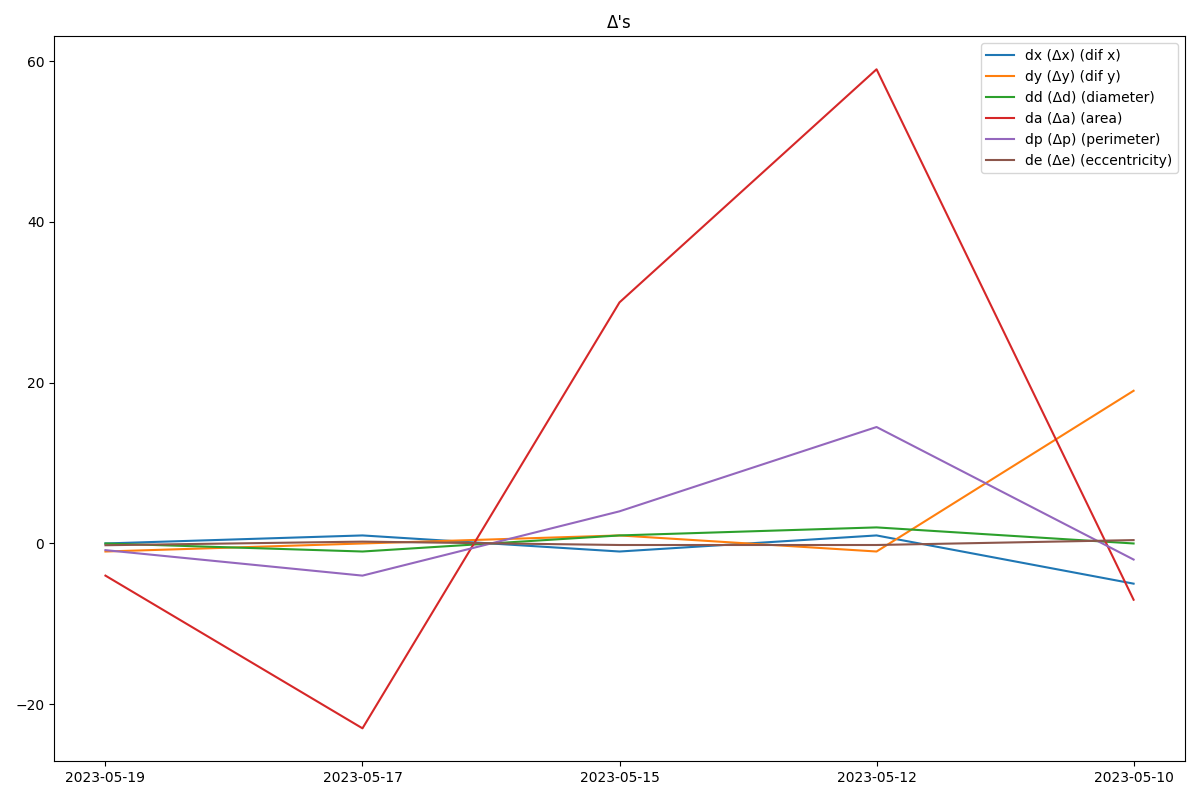 Δ's
60
40
20
0
−20
dx (Δx) (dif x)
dy (Δy) (dif y)
dd (Δd) (diameter)
da (Δa) (area)
dp (Δp) (perimeter)
de (Δe) (eccentricity)
2023-05-19
2023-05-17
2023-05-15
2023-05-12
2023-05-10